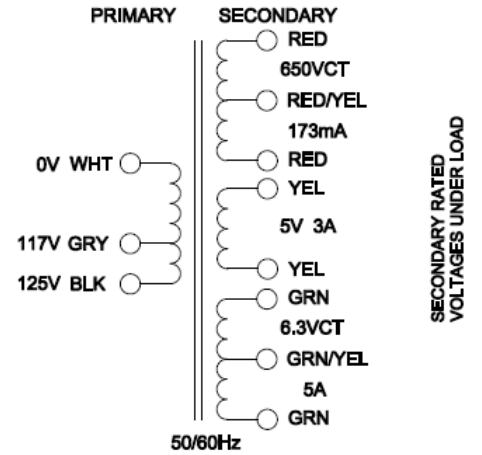 PRIMARY
SECONDARY
RED
650VCT
RED/YEL
173mA
RED
0V WHT
117V GRY
125V BLK
YEL
5V 3A
YEL
GRN
6.3VCT
GRN/YEL
5A
GRN
50/60Hz
SECONDARY RATED
VOLTAGES UNDER LOAD